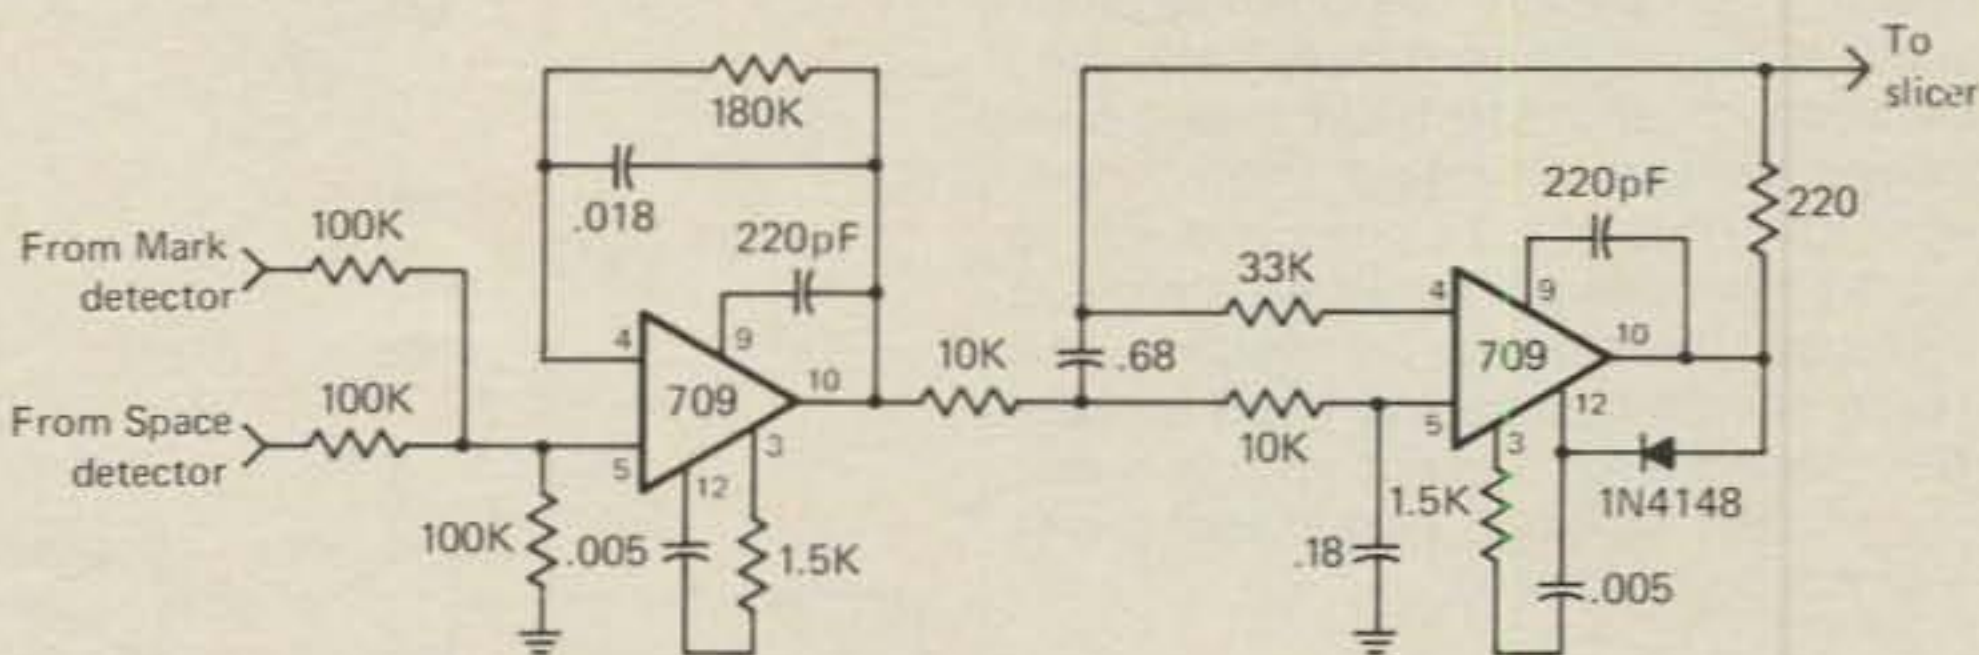 To
slicer
180K
.018
220pF
220pF
220
From Mark
detector
100K
33K
4
9
4
9
10K
.68
709
10
709
10
From Space
detector
100K
5
12
3
10K
5
3
12
100K
.005
1.5K
.18
1.5K
1N4148
.005